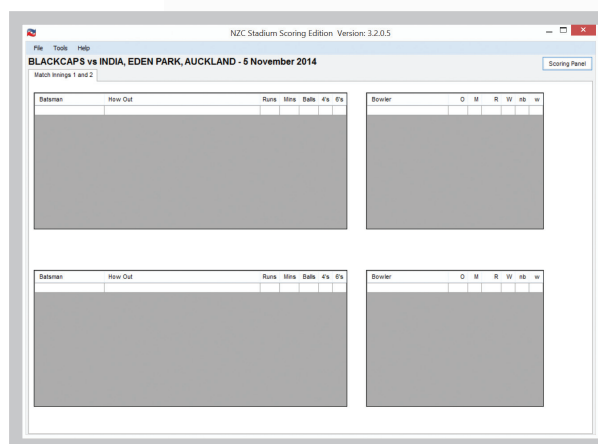 NZC Stadium Scoring Edition Version: 3.2.0.5
File Tools Help
BLACKCAPS vs INDIA, EDEN PARK, AUCKLAND - 5 November 2014
Scoring Panel
Match Innings 1 and 2
Batsman How Out Runs Mins Balls 4's 6's Bowler O M R W nb w
Batsman How Out Runs Mins Balls 4's 6's Bowler O M R W nb w